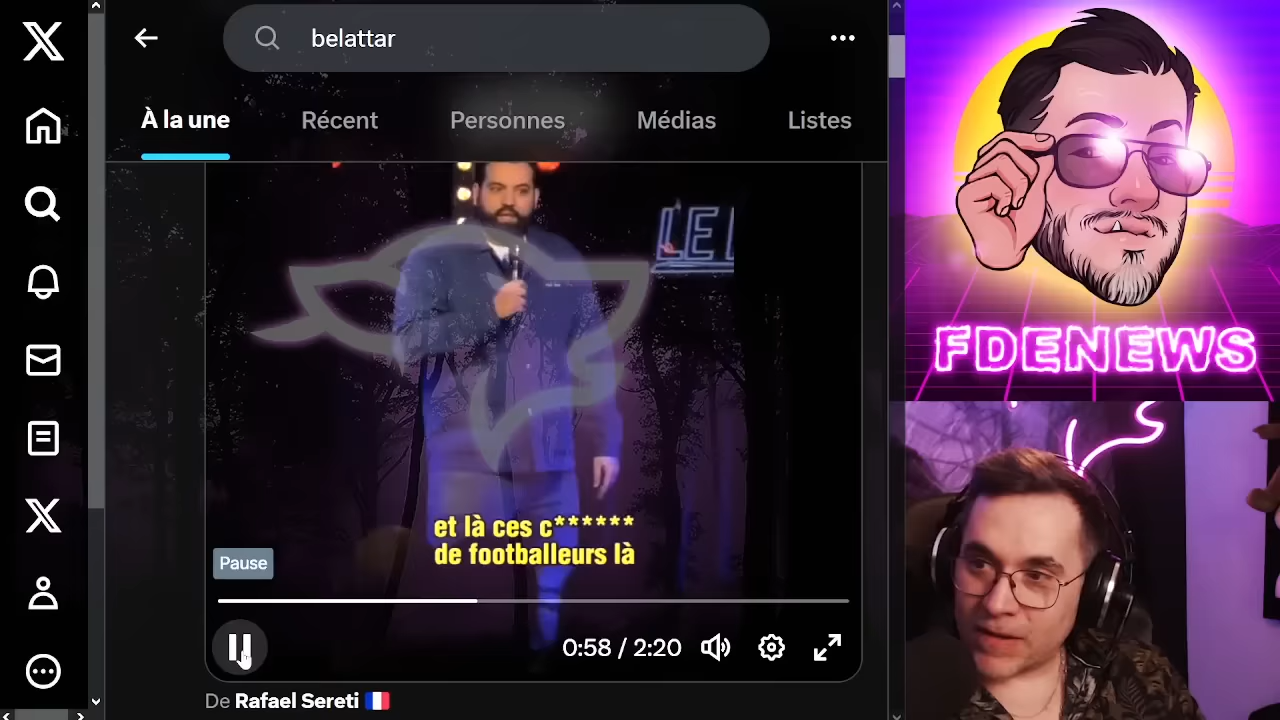 belattar
À la une
Récent
Personnes
Médias
Listes
LE
et là ces c******
de footballeurs là
Pause
0:58 / 2:20
De Rafael Sereti
FDENEWS